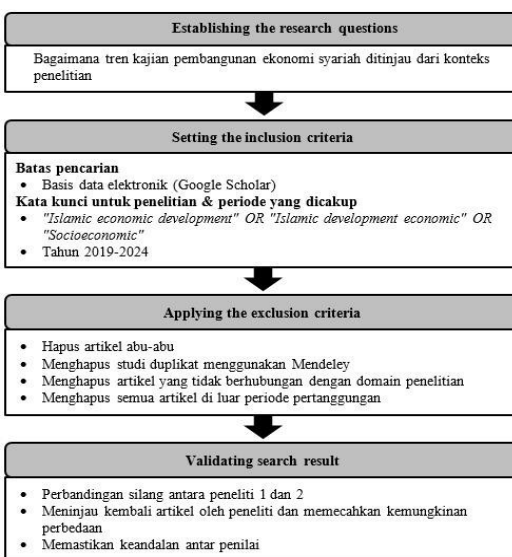 Establishing the research questions
Bagaimana tren kajian pembangunan ekonomi syariah ditinjau dari konteks
penelitian
Setting the inclusion criteria
Batas pencarian
• Basis data elektronik (Google Scholar)
Kata kunci untuk penelitian & periode yang dicakup
• "Islamic economic development" OR "Islamic development economic" OR
"Socioeconomic"
• Tahun 2019-2024
Applying the exclusion criteria
• Hapus artikel abu-abu
• Menghapus studi duplikat menggunakan Mendeley
• Menghapus artikel yang tidak berhubungan dengan domain penelitian
• Menghapus semua artikel di luar periode pertanggungan
Validating search result
• Perbandingan silang antara peneliti 1 dan 2
• Meninjau kembali artikel oleh peneliti dan memecahkan kemungkinan
perbedaan
• Memastikan keandalan antar penilai